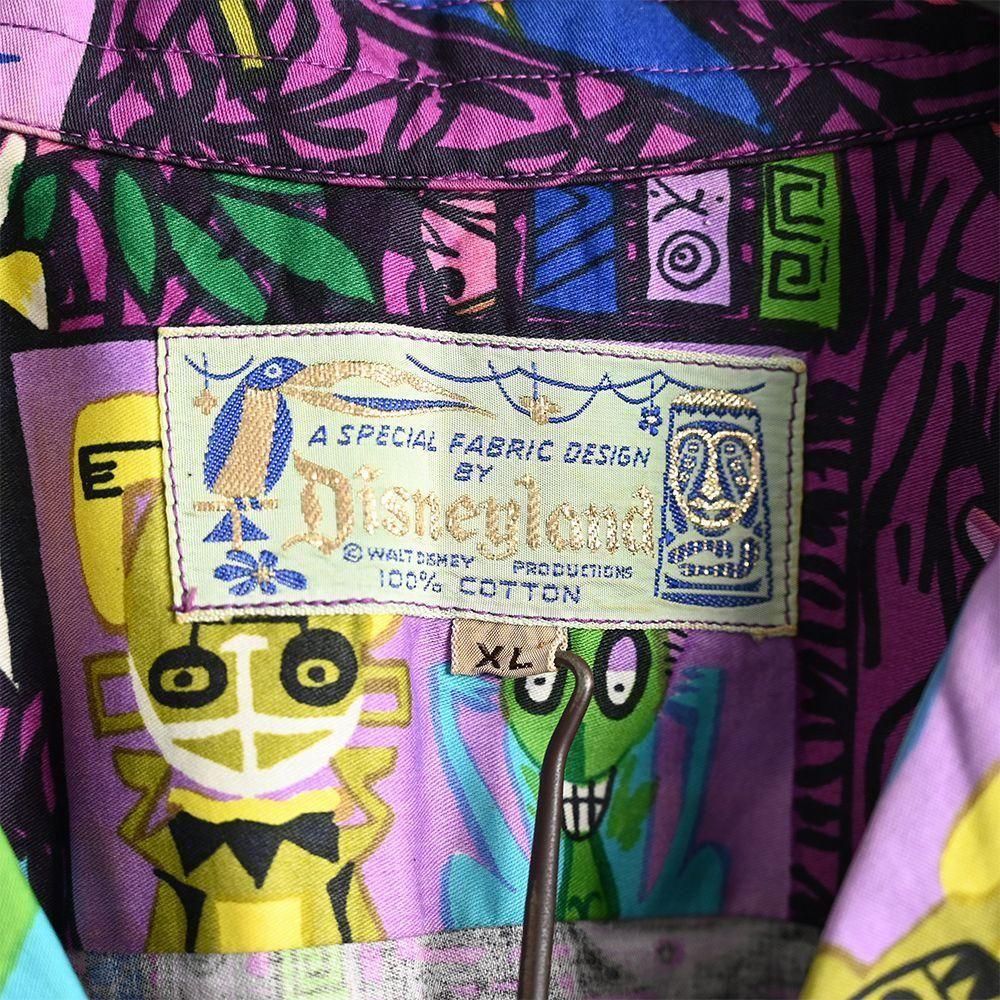 A SPECIAL FABRIC DESIGN
BY
Disneyland
© WALT DISNEY PRODUCTIONS
100% COTTON
XL